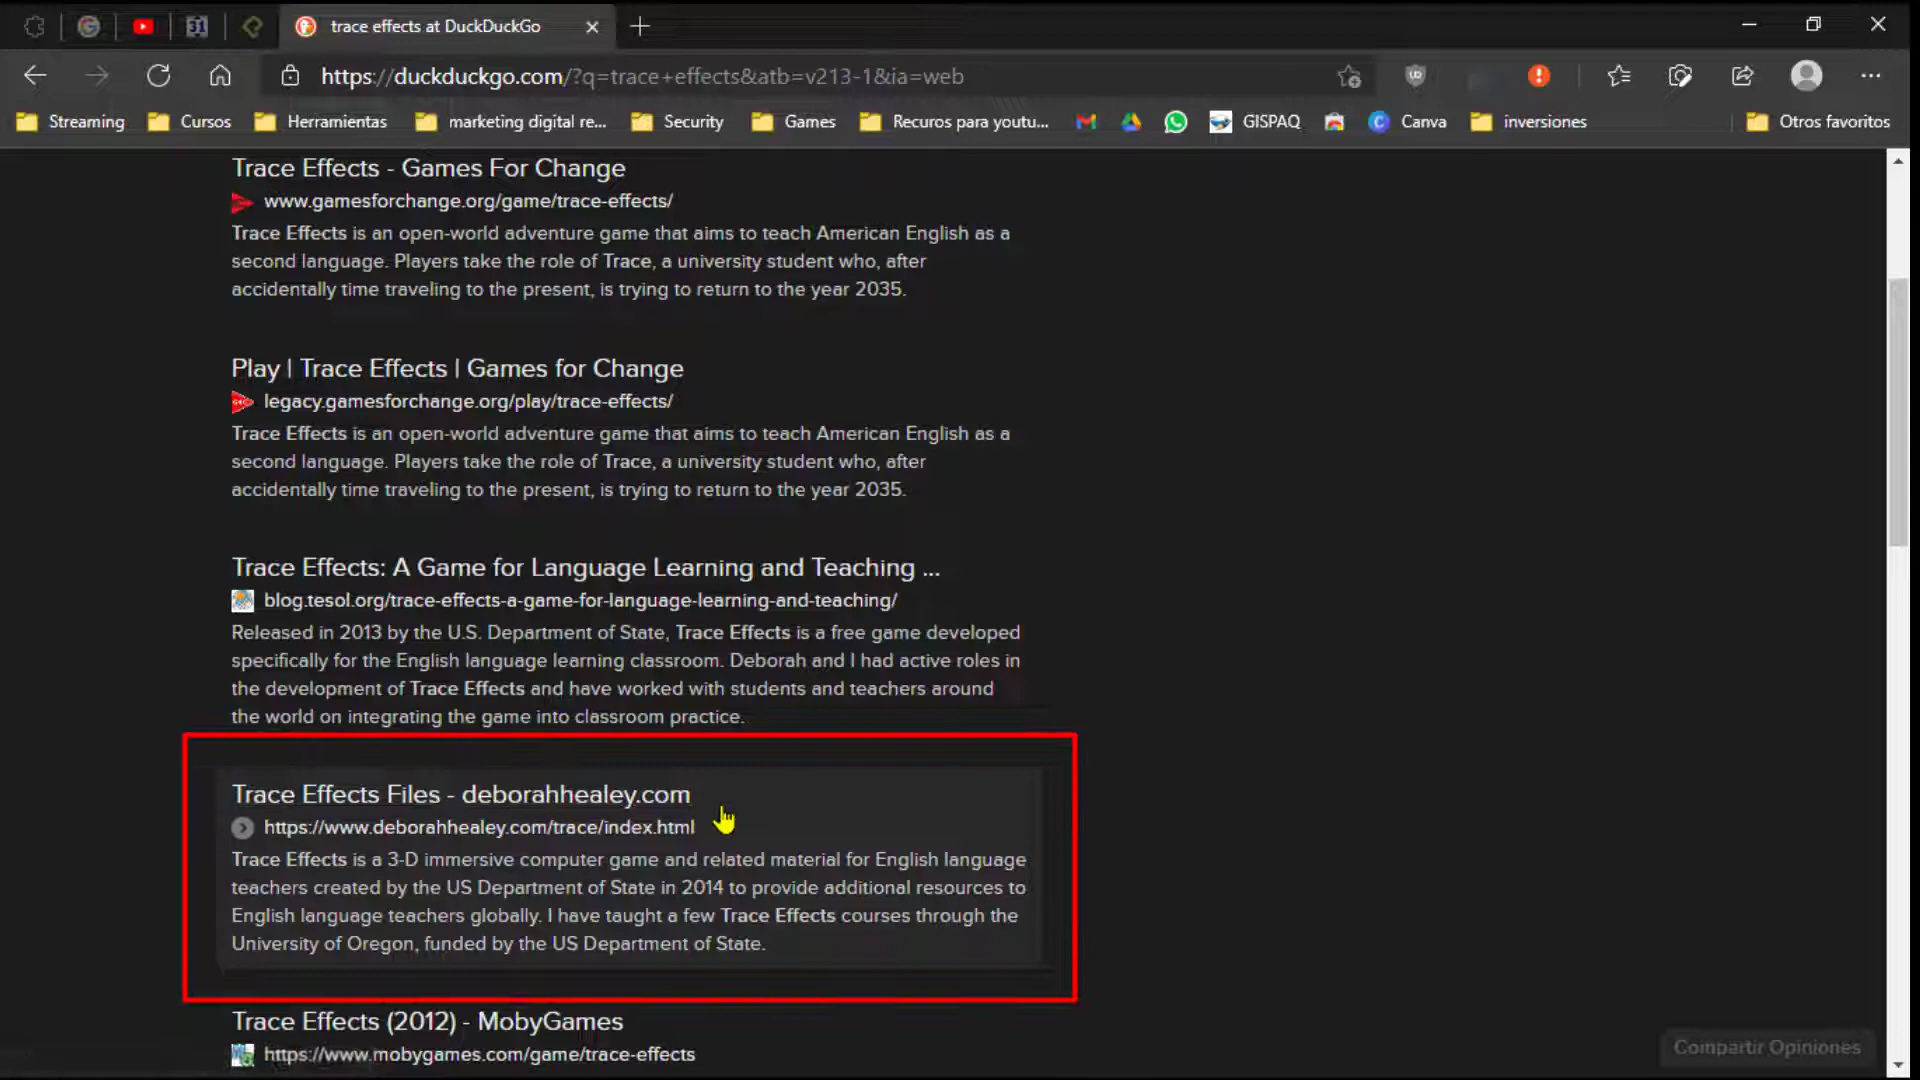 trace effects at DuckDuckGo
https://duckduckgo.com/?q=trace+effects&atb=v213-1&ia=web
Streaming Cursos Herramientas marketing digital re... Security Games Recuros para youtu... GISPAQ Canva inversiones Otros favoritos
Trace Effects - Games For Change
www.gamesforchange.org/game/trace-effects/
Trace Effects is an open-world adventure game that aims to teach American English as a
second language. Players take the role of Trace, a university student who, after
accidentally time traveling to the present, is trying to return to the year 2035.
Play | Trace Effects | Games for Change
legacy.gamesforchange.org/play/trace-effects/
Trace Effects is an open-world adventure game that aims to teach American English as a
second language. Players take the role of Trace, a university student who, after
accidentally time traveling to the present, is trying to return to the year 2035.
Trace Effects: A Game for Language Learning and Teaching ...
blog.tesol.org/trace-effects-a-game-for-language-learning-and-teaching/
Released in 2013 by the U.S. Department of State, Trace Effects is a free game developed
specifically for the English language learning classroom. Deborah and I had active roles in
the development of Trace Effects and have worked with students and teachers around
the world on integrating the game into classroom practice.
Trace Effects Files - deborahhealey.com
https://www.deborahhealey.com/trace/index.html
Trace Effects is a 3-D immersive computer game and related material for English language
teachers created by the US Department of State in 2014 to provide additional resources to
English language teachers globally. I have taught a few Trace Effects courses through the
University of Oregon, funded by the US Department of State.
Trace Effects (2012) - MobyGames
https://www.mobygames.com/game/trace-effects
Compartir Opiniones